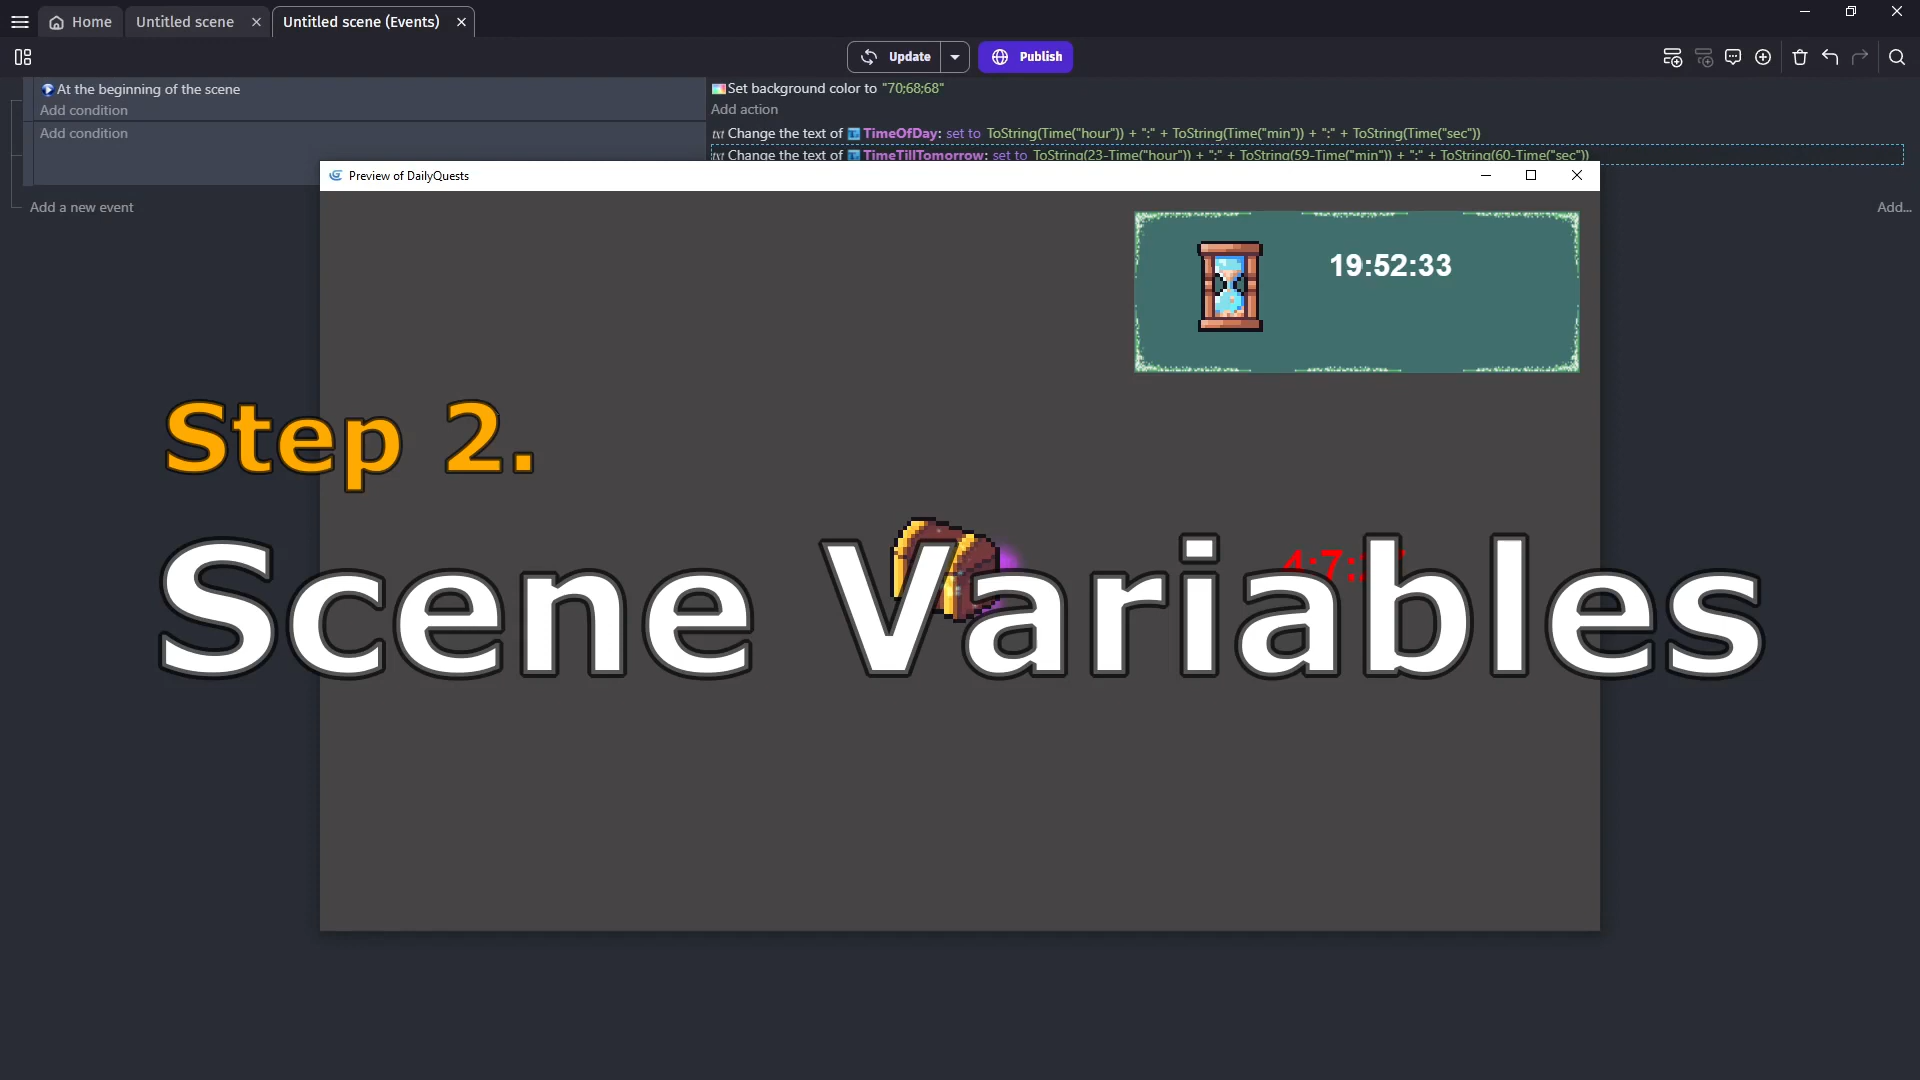 Home
Untitled scene
Untitled scene (Events)
Update
Publish
At the beginning of the scene
Add condition
Set background color to "70;68;68"
Add action
Add condition
txt Change the text of TimeOfDay: set to ToString(Time("hour")) + ":" + ToString(Time("min")) + ":" + ToString(Time("sec"))
txt Change the text of TimeTillTomorrow: set to ToString(23-Time("hour")) + ":" + ToString(59-Time("min")) + ":" + ToString(60-Time("sec"))
Add a new event
Add...
Preview of DailyQuests
19:52:33
Step 2.
Scene Variables